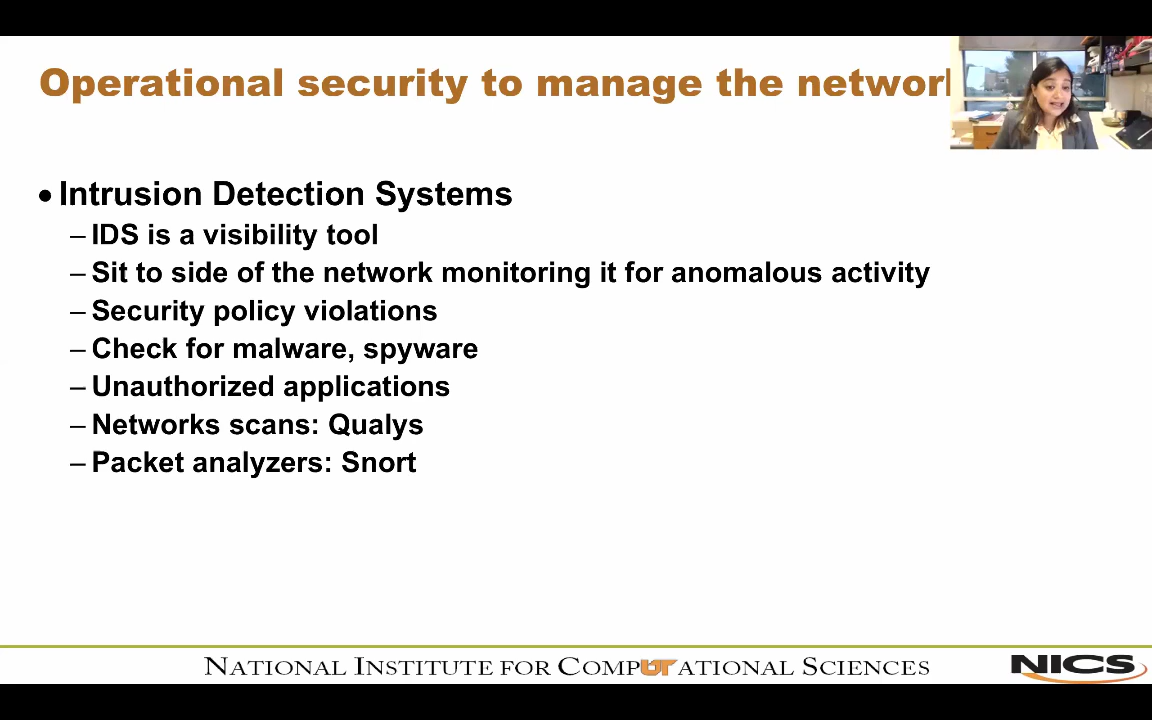 Operational security to manage the network
• Intrusion Detection Systems
– IDS is a visibility tool
– Sit to side of the network monitoring it for anomalous activity
– Security policy violations
– Check for malware, spyware
– Unauthorized applications
– Networks scans: Qualys
– Packet analyzers: Snort
NATIONAL INSTITUTE FOR COMPUTATIONAL SCIENCES
NICS